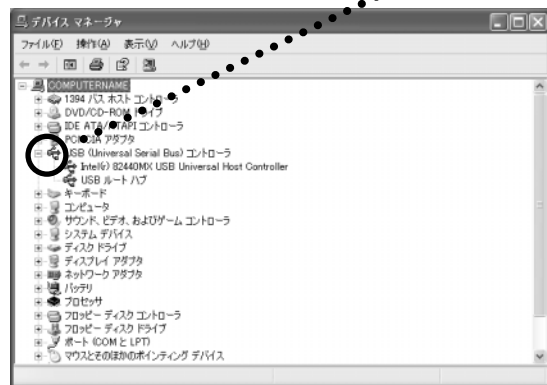 デバイス マネージャ
ファイル(F) 操作(A) 表示(V) ヘルプ(H)
COMPUTERNAME
1394 バス ホスト コントローラ
DVD/CD-ROM ドライブ
IDE ATA/ATAPI コントローラ
PCMCIA アダプタ
USB (Universal Serial Bus) コントローラ
Intel(r) 82440MX USB Universal Host Controller
USB ルート ハブ
キーボード
コンピュータ
サウンド、ビデオ、およびゲーム コントローラ
システム デバイス
ディスク ドライブ
ディスプレイ アダプタ
ネットワーク アダプタ
バッテリ
プロセッサ
フロッピー ディスク コントローラ
フロッピー ディスク ドライブ
ポート (COM と LPT)
マウスとそのほかのポインティング デバイス